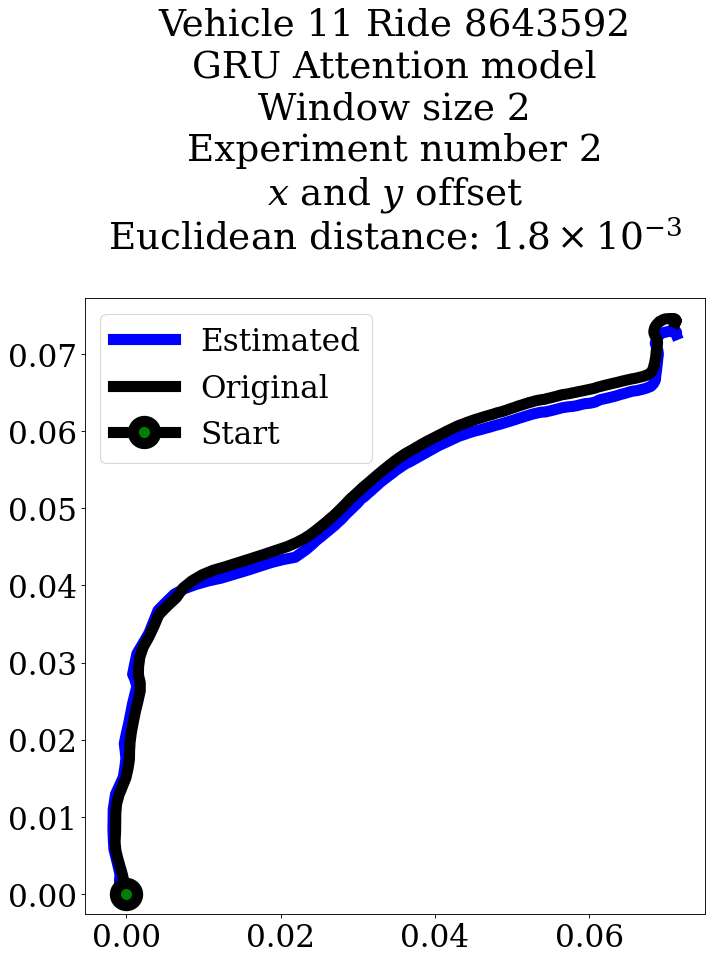 Vehicle 11 Ride 8643592
GRU Attention model
Window size 2
Experiment number 2
x and y offset
Euclidean distance: 1.8 × 10⁻³
Estimated
Original
Start
0.07
0.06
0.05
0.04
0.03
0.02
0.01
0.00
0.00 0.02 0.04 0.06